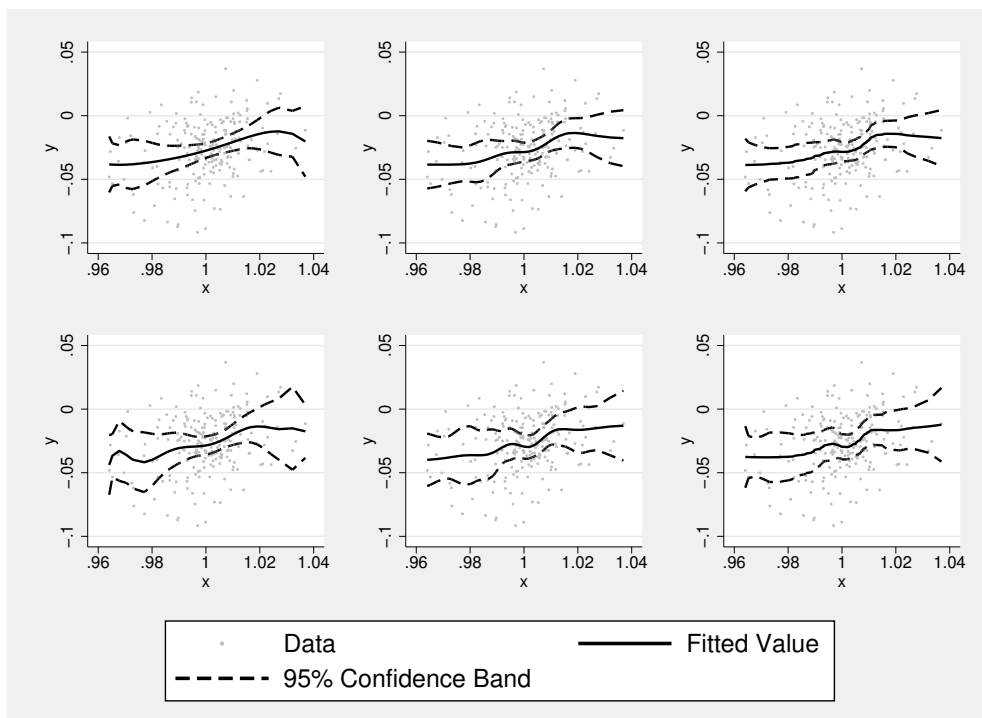 .05 .05 .05
0 0 0
y y y
−.05 −.05 −.05
−.1 −.1 −.1
.96 .98 1 1.02 1.04 .96 .98 1 1.02 1.04 .96 .98 1 1.02 1.04
x x x
.05 .05 .05
0 0 0
y y y
−.05 −.05 −.05
−.1 −.1 −.1
.96 .98 1 1.02 1.04 .96 .98 1 1.02 1.04 .96 .98 1 1.02 1.04
x x x
Data Fitted Value
95% Confidence Band